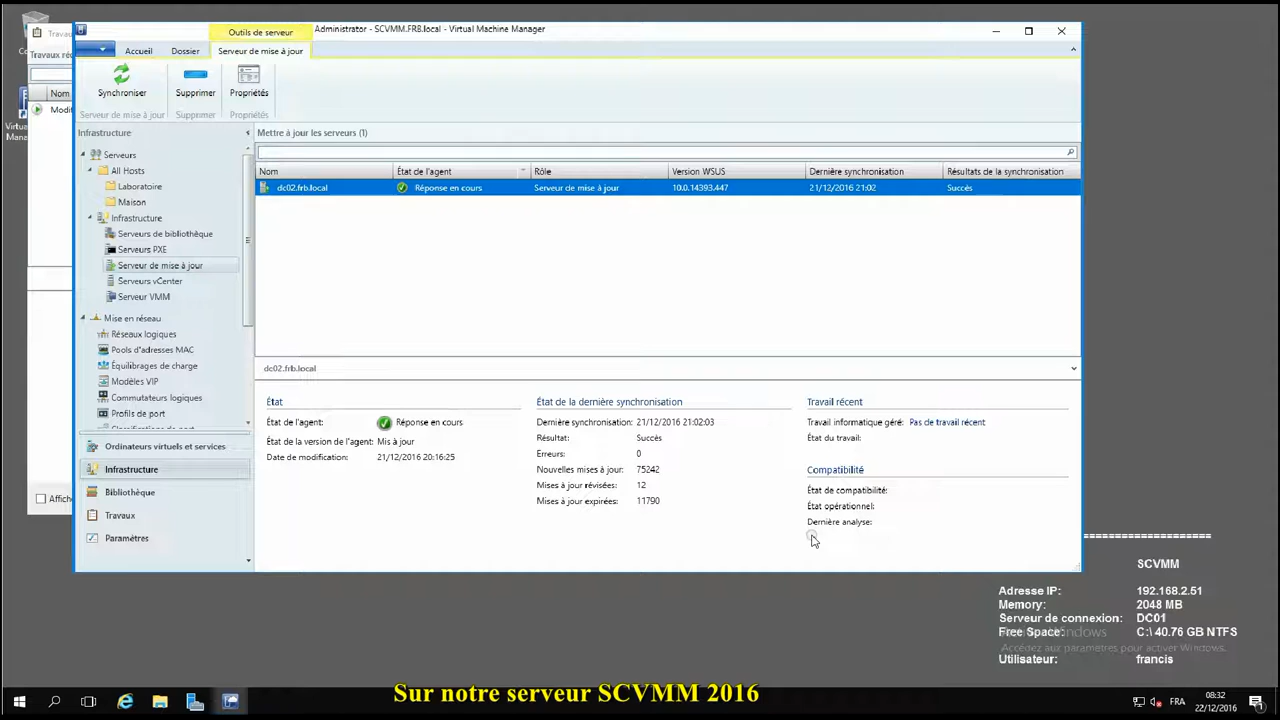 Outils de serveur
Administrator - SCVMM.FRB.local - Virtual Machine Manager
Accueil
Dossier
Serveur de mise à jour
Synchroniser
Supprimer
Propriétés
Serveur de mise à jour
Supprimer
Propriétés
Infrastructure
Mettre à jour les serveurs (1)
Nom
État de l'agent
Rôle
Version WSUS
Dernière synchronisation
Résultats de la synchronisation
dc02.frb.local
Réponse en cours
Serveur de mise à jour
10.0.14393.447
21/12/2016 21:02
Succès
Serveurs
All Hosts
Laboratoire
Maison
Infrastructure
Serveurs de bibliothèque
Serveurs PXE
Serveur de mise à jour
Serveurs vCenter
Serveur VMM
Mise en réseau
Réseaux logiques
Pools d'adresses MAC
Équilibrages de charge
Modèles VIP
Commutateurs logiques
Profils de port
Ordinateurs virtuels et services
Infrastructure
Bibliothèque
Travaux
Paramètres
dc02.frb.local
État
État de l'agent:
Réponse en cours
État de la version de l'agent: Mis à jour
Date de modification:
21/12/2016 20:16:25
État de la dernière synchronisation
Dernière synchronisation: 21/12/2016 21:02:03
Résultat:
Succès
Erreurs:
0
Nouvelles mises à jour:
75242
Mises à jour révisées:
12
Mises à jour expirées:
11790
Travail récent
Travail informatique géré:
Pas de travail récent
État du travail:
Compatibilité
État de compatibilité:
État opérationnel:
Dernière analyse:
Nom
SCVMM
Adresse IP:
192.168.2.51
Memory:
2048 MB
Serveur de connexion:
DC01
Free Space:
C:\ 40.76 GB NTFS
Accédez aux paramètres pour activer Windows.
Utilisateur:
francis
Sur notre serveur SCVMM 2016
FRA
08:32
22/12/2016